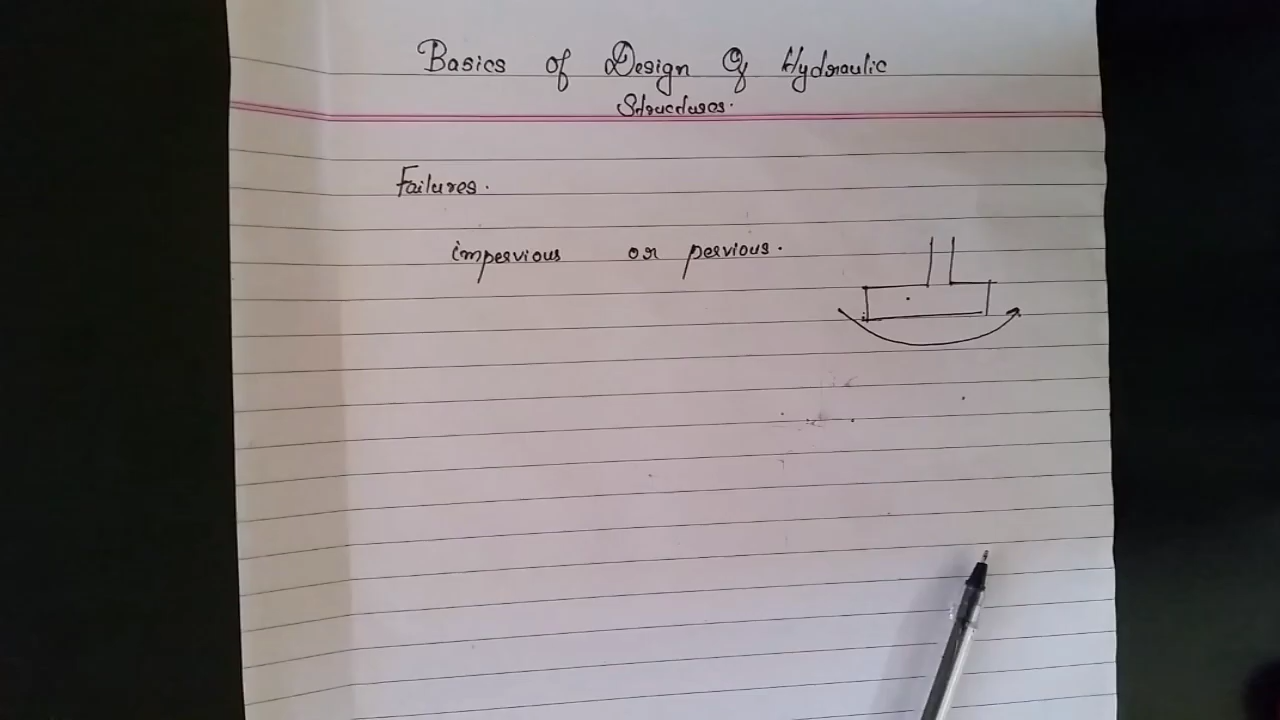 Basics of Design Of Hydraulic
Structures.
Failures.
impervious or pervious.